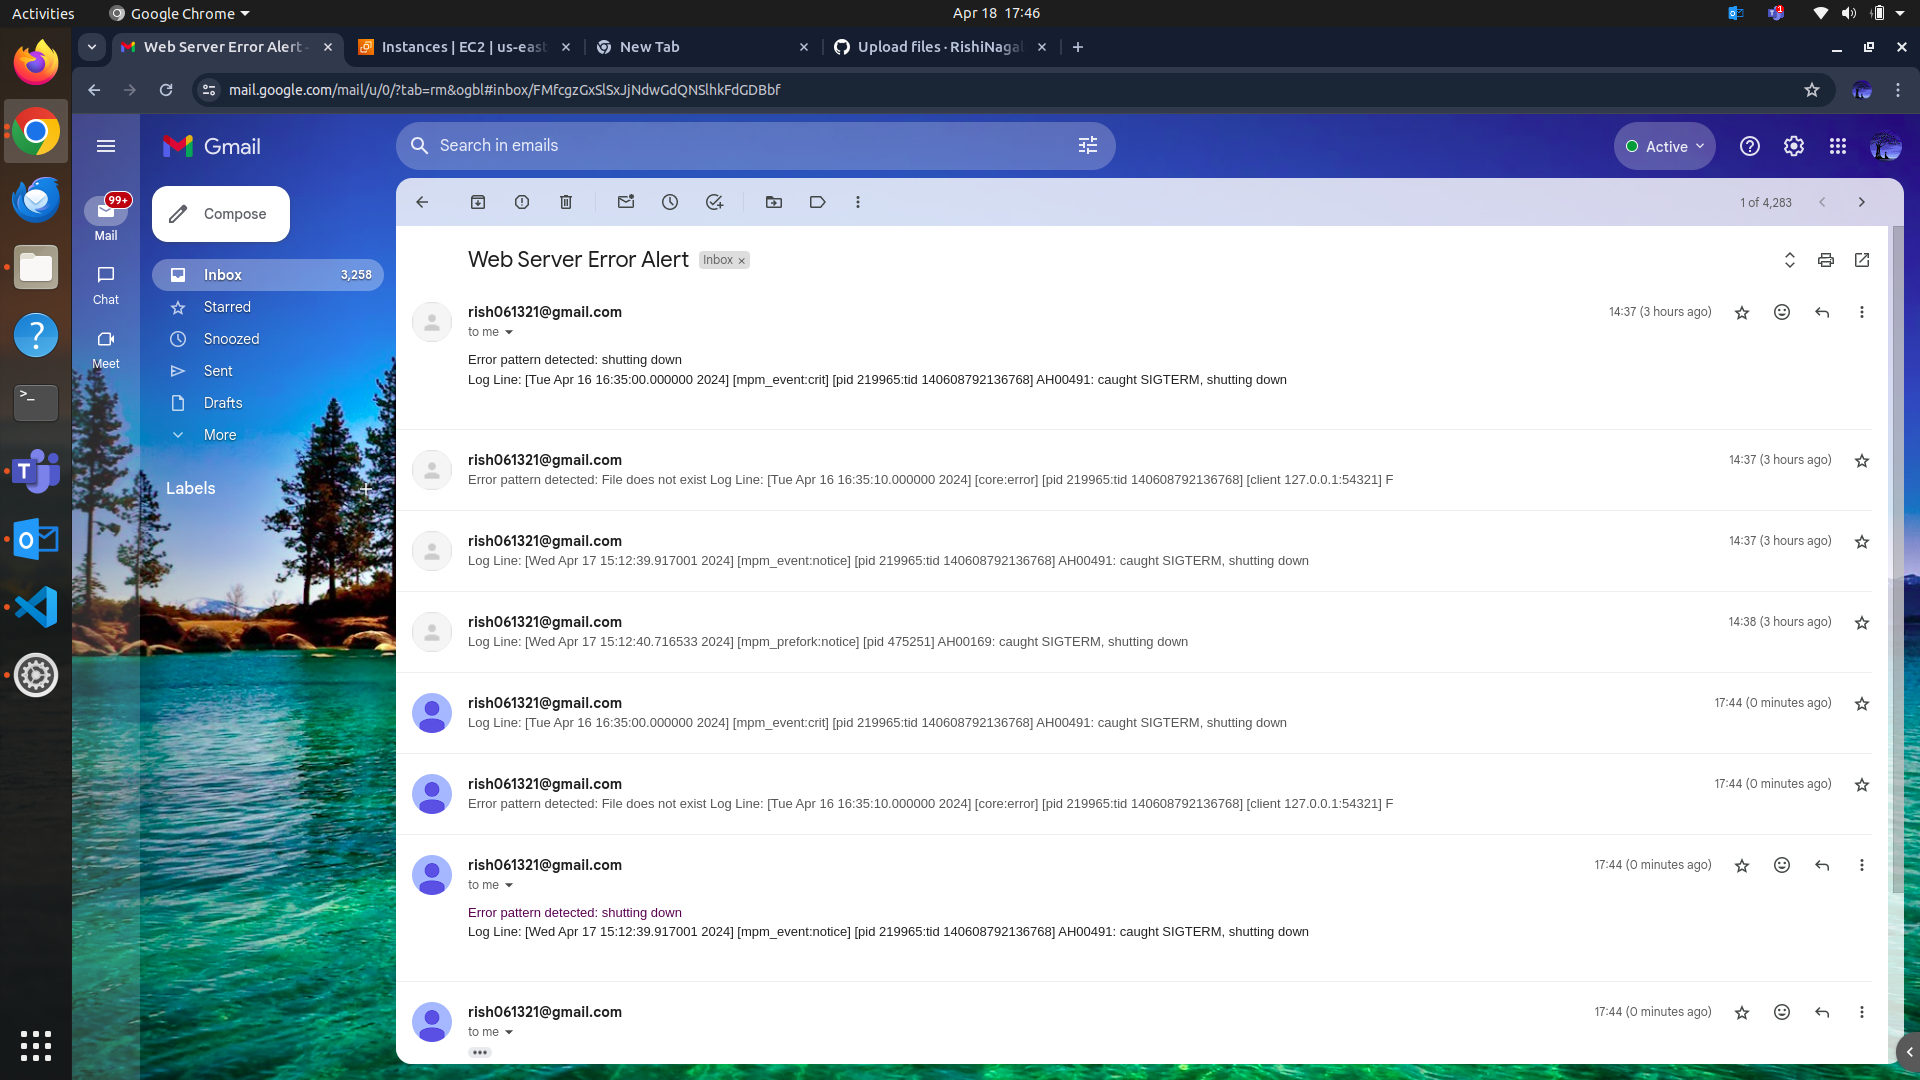 Activities
Google Chrome
Apr 18 17:46
1
Web Server Error Alert -
Instances | EC2 | us-east
New Tab
Upload files · RishiNagal
mail.google.com/mail/u/0/?tab=rm&ogbl#inbox/FMfcgzGxSlSxJjNdwGdQNSlhkFdGDBbf
Gmail
Search in emails
Active
99+
Mail
Chat
Meet
Compose
Inbox 3,258
Starred
Snoozed
Sent
Drafts
More
Labels
1 of 4,283
Web Server Error Alert Inbox x
rish061321@gmail.com 14:37 (3 hours ago)
to me
Error pattern detected: shutting down
Log Line: [Tue Apr 16 16:35:00.000000 2024] [mpm_event:crit] [pid 219965:tid 140608792136768] AH00491: caught SIGTERM, shutting down
rish061321@gmail.com 14:37 (3 hours ago)
Error pattern detected: File does not exist Log Line: [Tue Apr 16 16:35:10.000000 2024] [core:error] [pid 219965:tid 140608792136768] [client 127.0.0.1:54321] F
rish061321@gmail.com 14:37 (3 hours ago)
Log Line: [Wed Apr 17 15:12:39.917001 2024] [mpm_event:notice] [pid 219965:tid 140608792136768] AH00491: caught SIGTERM, shutting down
rish061321@gmail.com 14:38 (3 hours ago)
Log Line: [Wed Apr 17 15:12:40.716533 2024] [mpm_prefork:notice] [pid 475251] AH00169: caught SIGTERM, shutting down
rish061321@gmail.com 17:44 (0 minutes ago)
Log Line: [Tue Apr 16 16:35:00.000000 2024] [mpm_event:crit] [pid 219965:tid 140608792136768] AH00491: caught SIGTERM, shutting down
rish061321@gmail.com 17:44 (0 minutes ago)
Error pattern detected: File does not exist Log Line: [Tue Apr 16 16:35:10.000000 2024] [core:error] [pid 219965:tid 140608792136768] [client 127.0.0.1:54321] F
rish061321@gmail.com 17:44 (0 minutes ago)
to me
Error pattern detected: shutting down
Log Line: [Wed Apr 17 15:12:39.917001 2024] [mpm_event:notice] [pid 219965:tid 140608792136768] AH00491: caught SIGTERM, shutting down
rish061321@gmail.com 17:44 (0 minutes ago)
to me